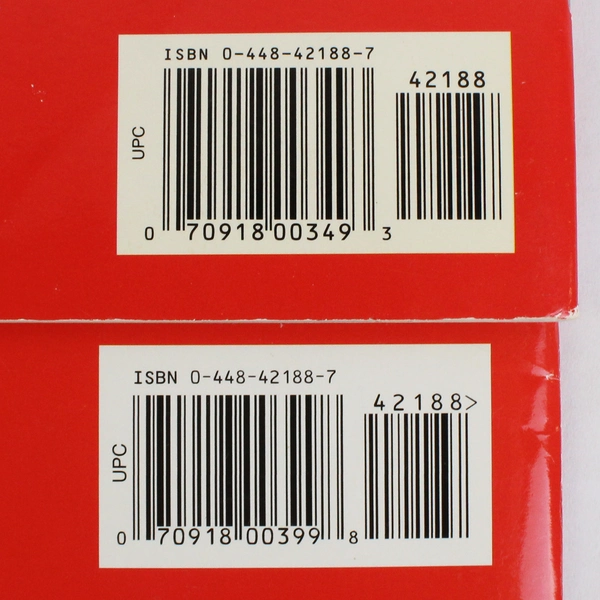 ISBN 0-448-42188-7
42188
UPC
0 70918 00349 3
ISBN 0-448-42188-7
42188>
UPC
0 70918 00399 8